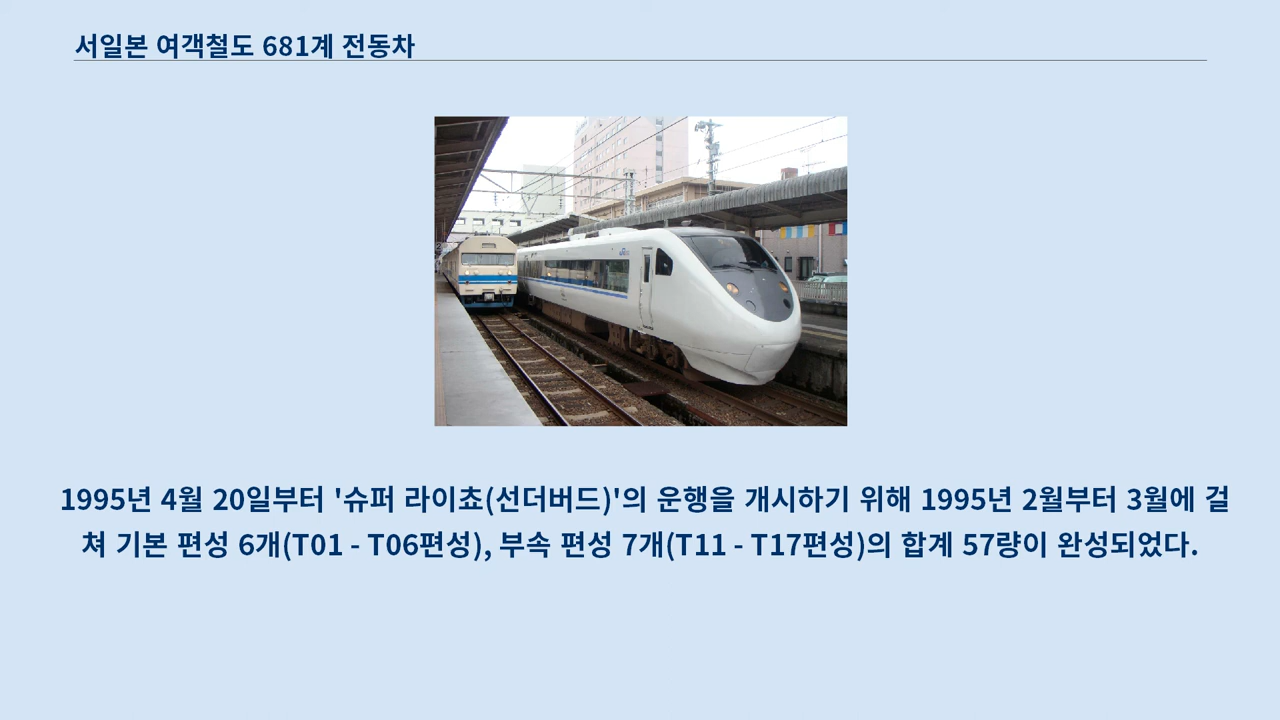 서일본 여객철도 681계 전동차
1995년 4월 20일부터 '슈퍼 라이쵸(선더버드)'의 운행을 개시하기 위해 1995년 2월부터 3월에 걸
쳐 기본 편성 6개(T01 - T06편성), 부속 편성 7개(T11 - T17편성)의 합계 57량이 완성되었다.